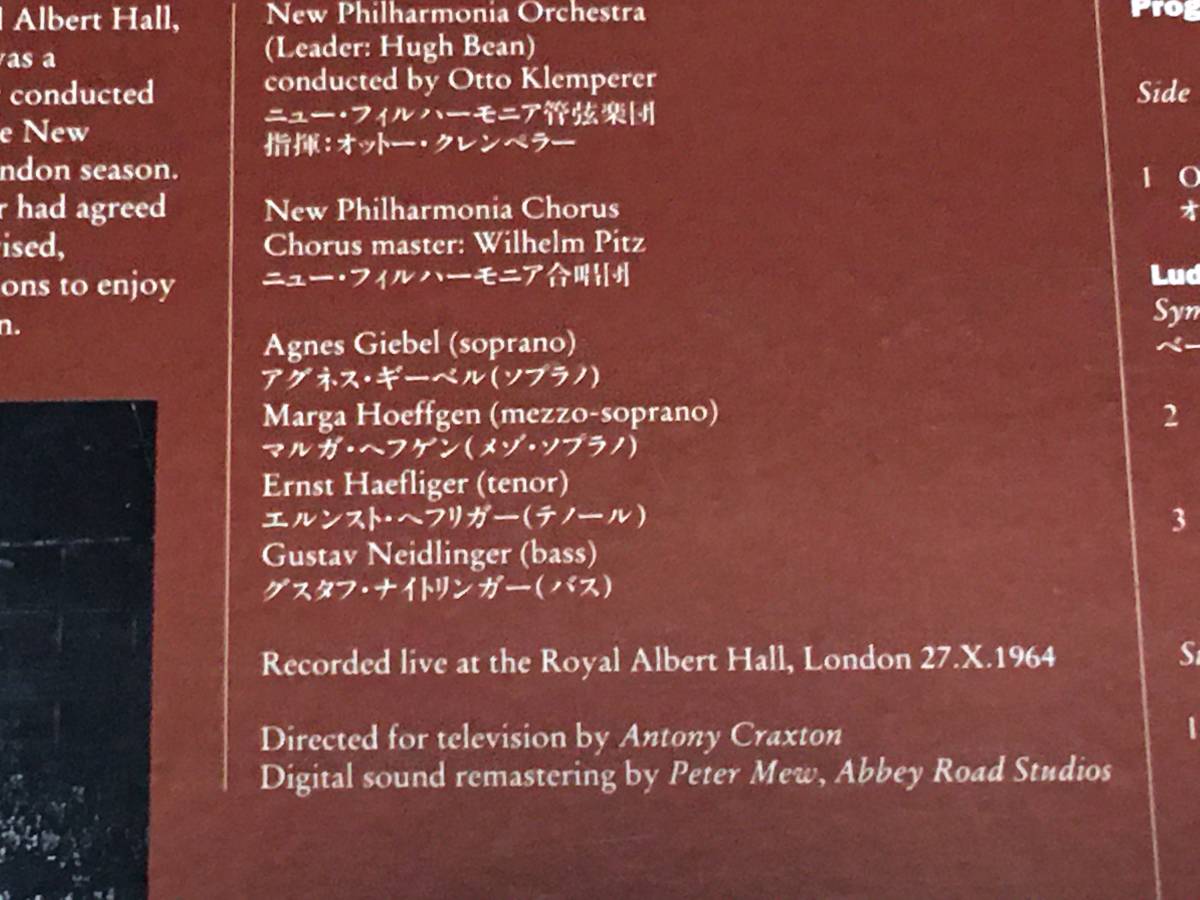 Albert Hall,
was a
conducted
e New
ndon season.
r had agreed
ised,
ons to enjoy
n.
New Philharmonia Orchestra
(Leader: Hugh Bean)
conducted by Otto Klemperer
ニュー・フィルハーモニア管弦楽団
指揮：オットー・クレンペラー
New Philharmonia Chorus
Chorus master: Wilhelm Pitz
ニュー・フィルハーモニア合唱団
Agnes Giebel (soprano)
アグネス・ギーベル(ソプラノ)
Marga Hoeffgen (mezzo-soprano)
マルガ・ヘフゲン(メゾ・ソプラノ)
Ernst Haefliger (tenor)
エルンスト・ヘフリガー(テノール)
Gustav Neidlinger (bass)
グスタフ・ナイトリンガー(バス)
Recorded live at the Royal Albert Hall, London 27.X.1964
Directed for television by Antony Craxton
Digital sound remastering by Peter Mew, Abbey Road Studios
Prog
Side
1 O
オ
Lud
Sym
ベー
2
3
Si
1